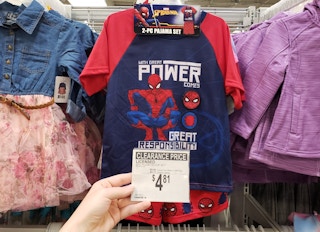 2-PC PAJAMA SET
WITH GREAT
POWER
COMES
GREAT
RESPONSIBILITY
CLEARANCE PRICE
$4.81